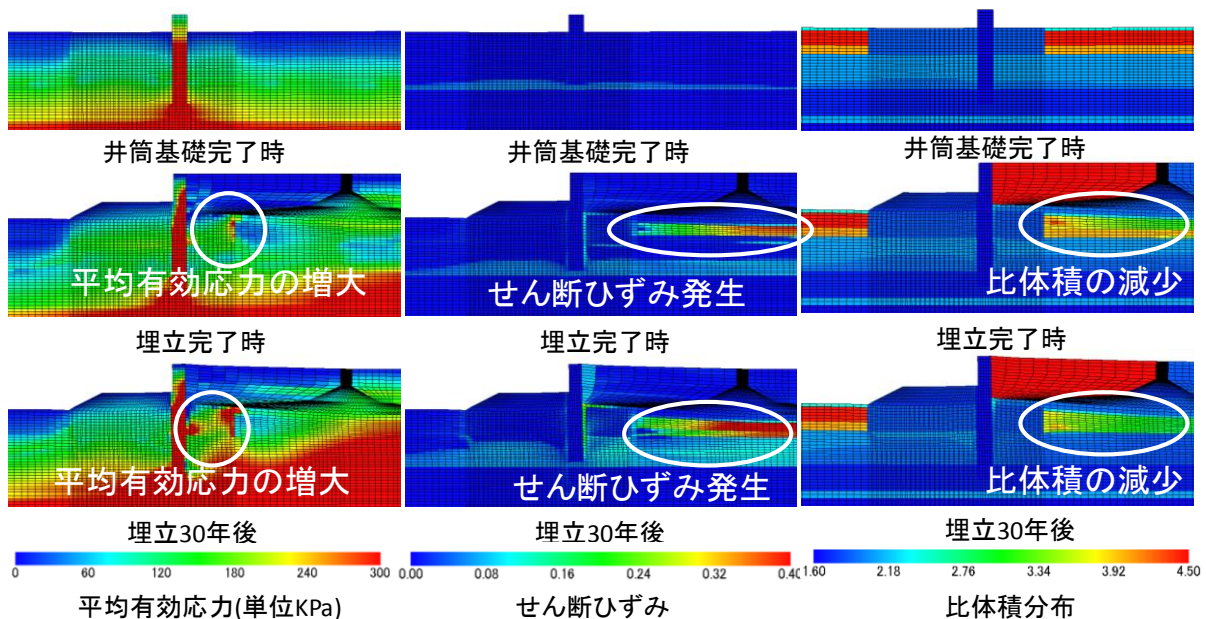 井筒基礎完了時
井筒基礎完了時
井筒基礎完了時
平均有効応力の増大
せん断ひずみ発生
比体積の減少
埋立完了時
埋立完了時
埋立完了時
平均有効応力の増大
せん断ひずみ発生
比体積の減少
埋立30年後
埋立30年後
埋立30年後
0 60 120 180 240 300
0.00 0.08 0.16 0.24 0.32 0.40
1.60 2.18 2.76 3.34 3.92 4.50
平均有効応力(単位KPa)
せん断ひずみ
比体積分布